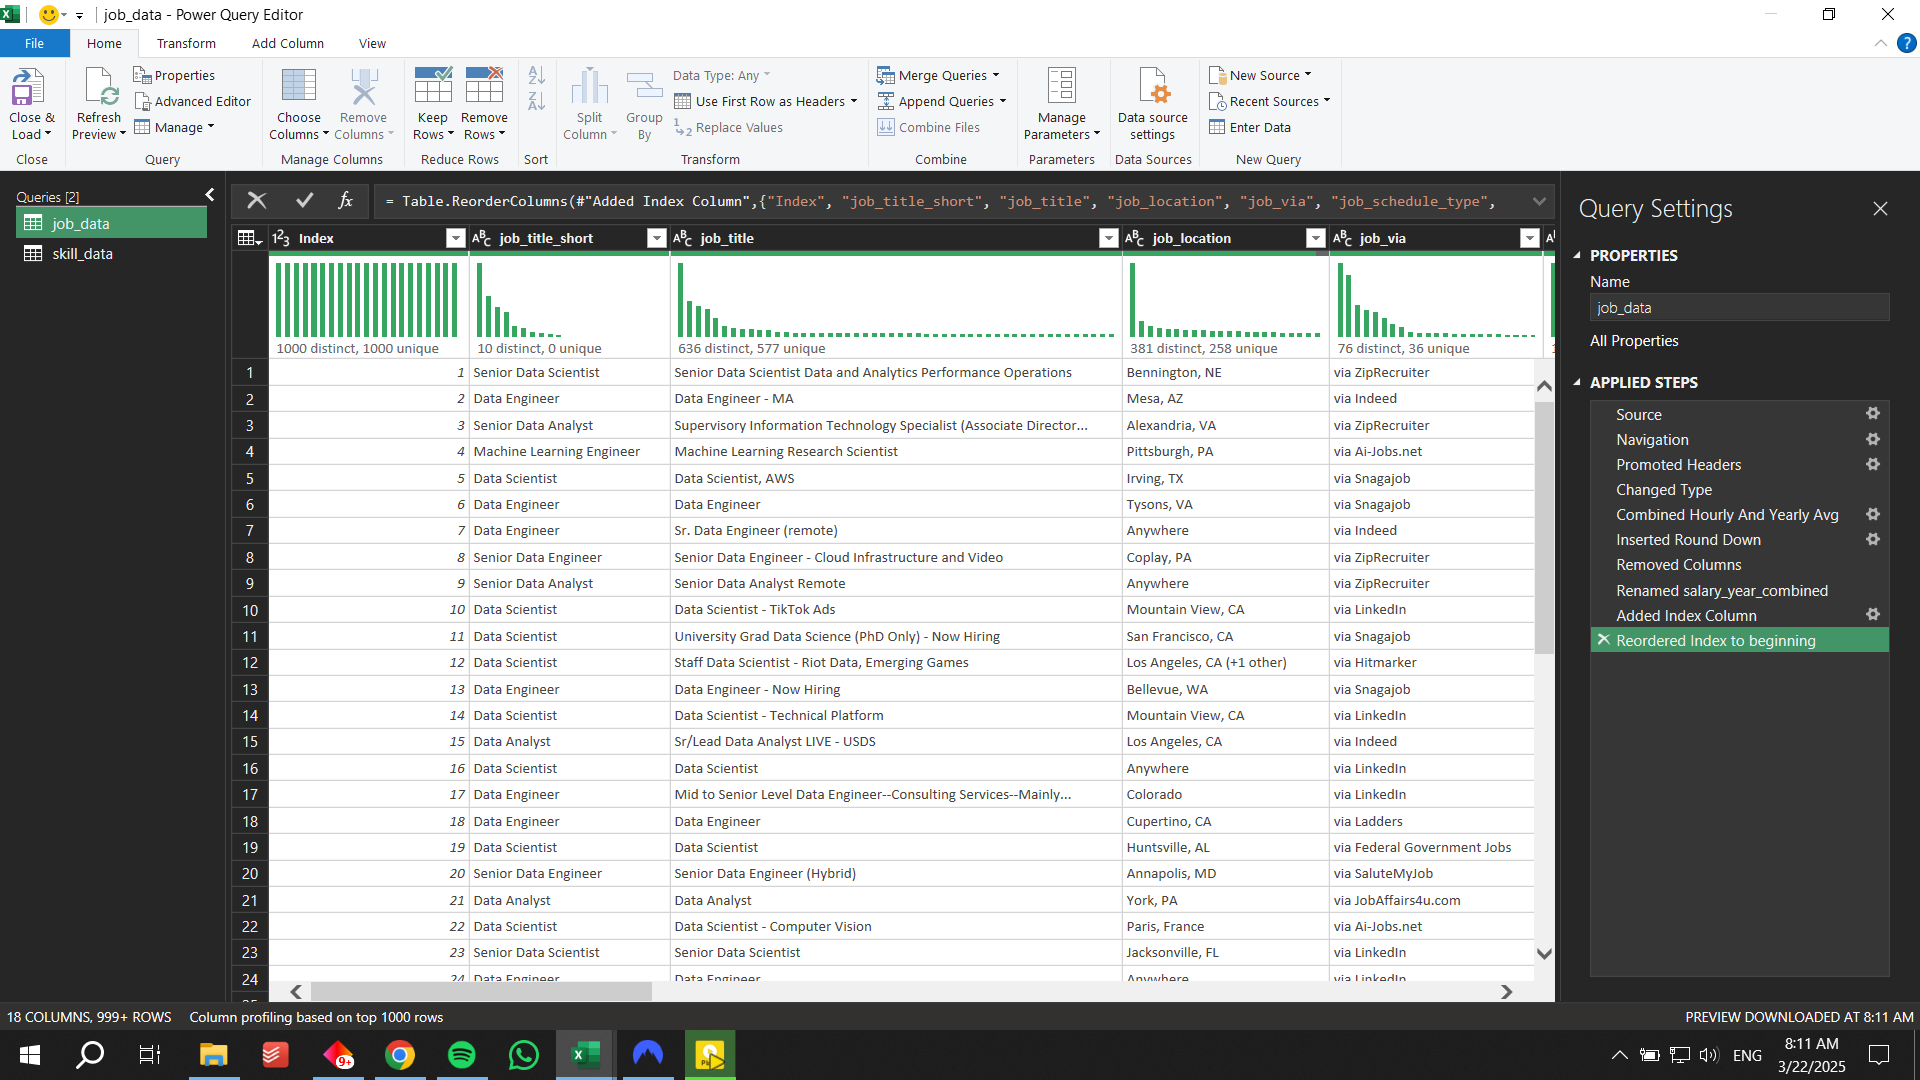 job_data - Power Query Editor
File
Home
Transform
Add Column
View
Close &
Load
Close
Refresh
Preview
Properties
Advanced Editor
Manage
Query
Choose
Columns
Remove
Columns
Manage Columns
Keep
Rows
Remove
Rows
Reduce Rows
Sort
Split
Column
Group
By
Data Type: Any
Use First Row as Headers
Replace Values
Transform
Merge Queries
Append Queries
Combine Files
Combine
Manage
Parameters
Parameters
Data source
settings
Data Sources
New Source
Recent Sources
Enter Data
New Query
Queries [2]
job_data
skill_data
fx
= Table.ReorderColumns(#"Added Index Column",{"Index", "job_title_short", "job_title", "job_location", "job_via", "job_schedule_type",
Index job_title_short job_title job_location job_via
1000 distinct, 1000 unique 10 distinct, 0 unique 636 distinct, 577 unique 381 distinct, 258 unique 76 distinct, 36 unique
1 1 Senior Data Scientist Senior Data Scientist Data and Analytics Performance Operations Bennington, NE via ZipRecruiter
2 2 Data Engineer Data Engineer - MA Mesa, AZ via Indeed
3 3 Senior Data Analyst Supervisory Information Technology Specialist (Associate Director... Alexandria, VA via ZipRecruiter
4 4 Machine Learning Engineer Machine Learning Research Scientist Pittsburgh, PA via Ai-Jobs.net
5 5 Data Scientist Data Scientist, AWS Irving, TX via Snagajob
6 6 Data Engineer Data Engineer Tysons, VA via Snagajob
7 7 Data Engineer Sr. Data Engineer (remote) Anywhere via Indeed
8 8 Senior Data Engineer Senior Data Engineer - Cloud Infrastructure and Video Coplay, PA via ZipRecruiter
9 9 Senior Data Analyst Senior Data Analyst Remote Anywhere via ZipRecruiter
10 10 Data Scientist Data Scientist - TikTok Ads Mountain View, CA via LinkedIn
11 11 Data Scientist University Grad Data Science (PhD Only) - Now Hiring San Francisco, CA via Snagajob
12 12 Data Scientist Staff Data Scientist - Riot Data, Emerging Games Los Angeles, CA (+1 other) via Hitmarker
13 13 Data Engineer Data Engineer - Now Hiring Bellevue, WA via Snagajob
14 14 Data Scientist Data Scientist - Technical Platform Mountain View, CA via LinkedIn
15 15 Data Analyst Sr/Lead Data Analyst LIVE - USDS Los Angeles, CA via Indeed
16 16 Data Scientist Data Scientist Anywhere via LinkedIn
17 17 Data Engineer Mid to Senior Level Data Engineer--Consulting Services--Mainly... Colorado via LinkedIn
18 18 Data Engineer Data Engineer Cupertino, CA via Ladders
19 19 Data Scientist Data Scientist Huntsville, AL via Federal Government Jobs
20 20 Senior Data Engineer Senior Data Engineer (Hybrid) Annapolis, MD via SaluteMyJob
21 21 Data Analyst Data Analyst York, PA via JobAffairs4u.com
22 22 Data Scientist Data Scientist - Computer Vision Paris, France via Ai-Jobs.net
23 23 Senior Data Scientist Senior Data Scientist Jacksonville, FL via LinkedIn
24 24 Data Engineer Data Engineer Anywhere via LinkedIn
Query Settings
PROPERTIES
Name
job_data
All Properties
APPLIED STEPS
Source
Navigation
Promoted Headers
Changed Type
Combined Hourly And Yearly Avg
Inserted Round Down
Removed Columns
Renamed salary_year_combined
Added Index Column
Reordered Index to beginning
18 COLUMNS, 999+ ROWS
Column profiling based on top 1000 rows
PREVIEW DOWNLOADED AT 8:11 AM
9+
ENG
8:11 AM
3/22/2025